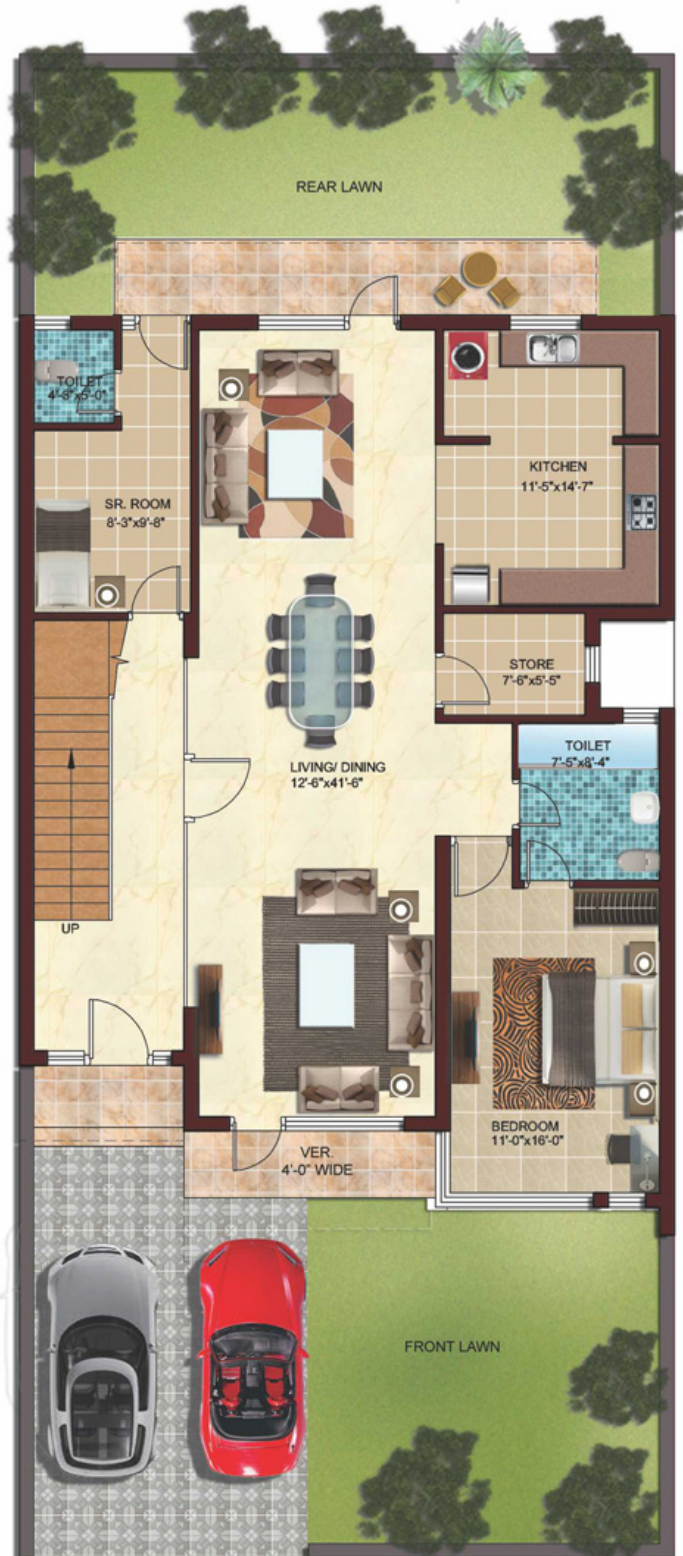 REAR LAWN
TOILET
4'-3"x5'-0"
KITCHEN
11'-5"x14'-7"
SR. ROOM
8'-3"x9'-8"
STORE
7'-6"x5'-5"
TOILET
7'-5"x8'-4"
LIVING/ DINING
12'-6"x41'-6"
UP
BEDROOM
11'-0"x16'-0"
VER.
4'-0" WIDE
FRONT LAWN